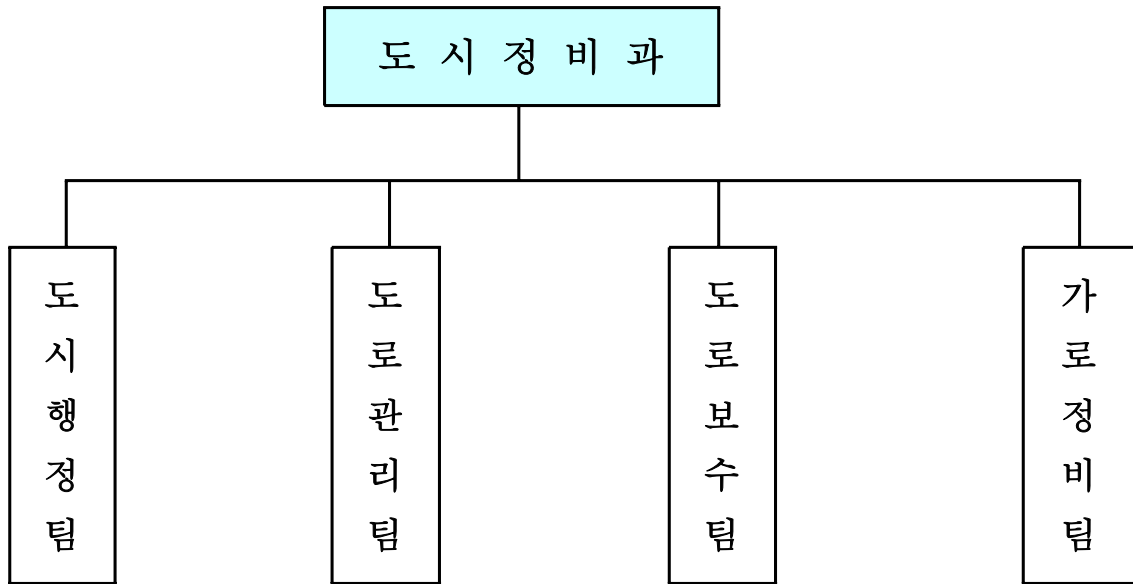 도 시 정 비 과
도시행정팀
도로관리팀
도로보수팀
가로정비팀